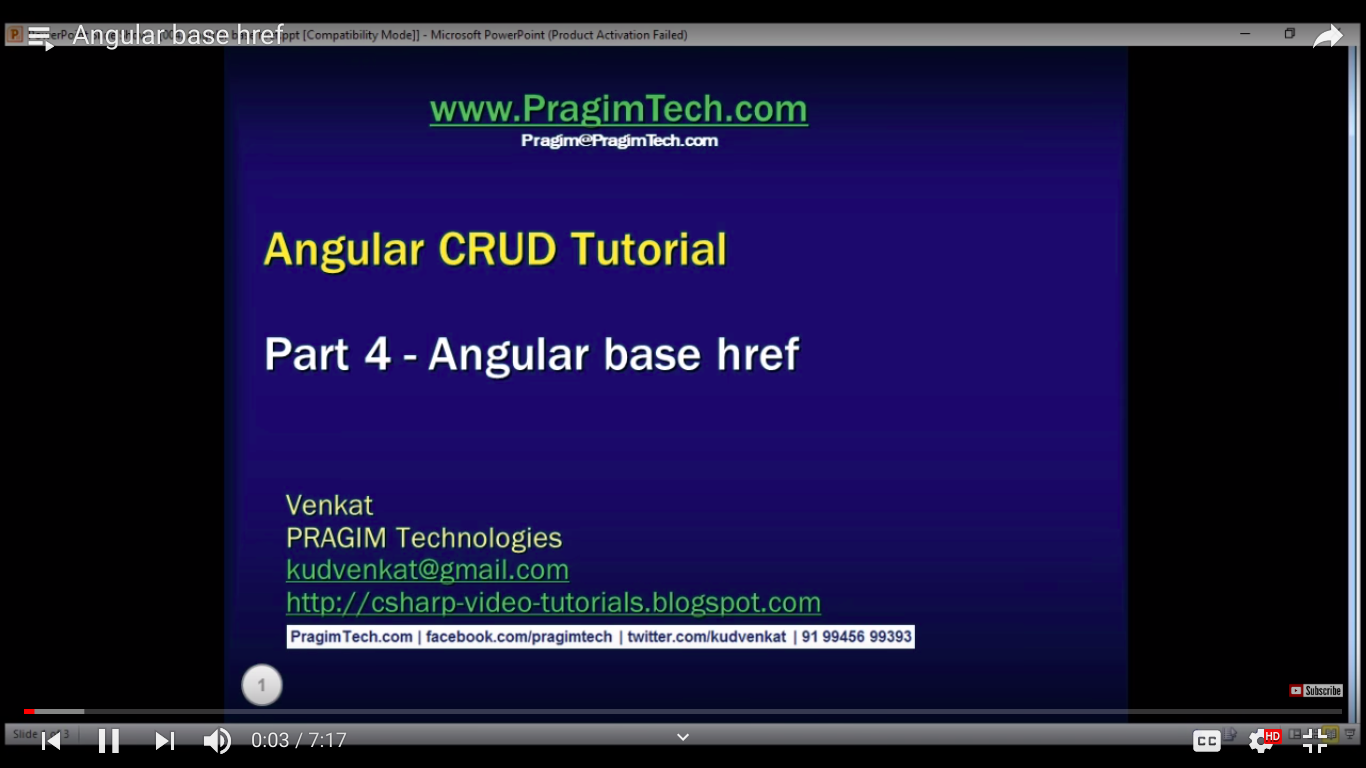 Angular base href
ppt [Compatibility Mode]] - Microsoft PowerPoint (Product Activation Failed)
www.PragimTech.com
Pragim@PragimTech.com
Angular CRUD Tutorial
Part 4 - Angular base href
Venkat
PRAGIM Technologies
kudvenkat@gmail.com
http://csharp-video-tutorials.blogspot.com
PragimTech.com | facebook.com/pragimtech | twitter.com/kudvenkat | 91 99456 99393
1
Subscribe
Slide 3
0:03 / 7:17
CC
HD